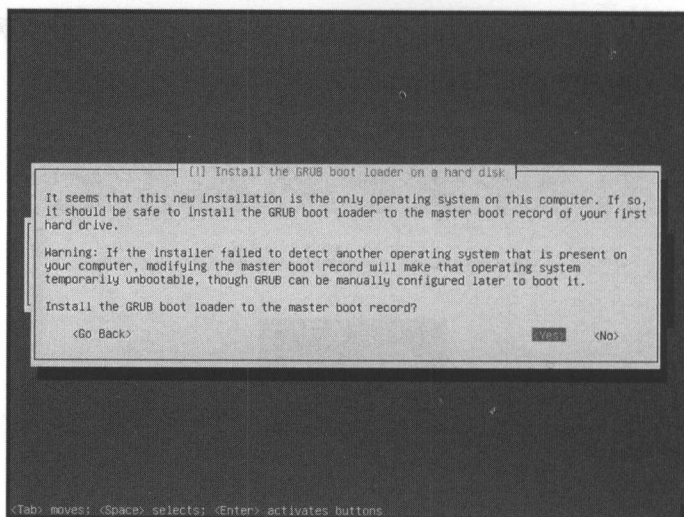 [!] Install the GRUB boot loader on a hard disk
It seems that this new installation is the only operating system on this computer. If so,
it should be safe to install the GRUB boot loader to the master boot record of your first
hard drive.
Warning: If the installer failed to detect another operating system that is present on
your computer, modifying the master boot record will make that operating system
temporarily unbootable, though GRUB can be manually configured later to boot it.
Install the GRUB boot loader to the master boot record?
<Go Back> <Yes> <No>
<Tab> moves; <Space> selects; <Enter> activates buttons